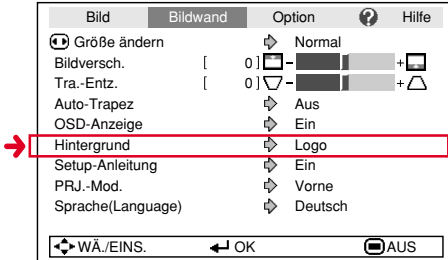 Bild Bildwand Option ? Hilfe
Größe ändern Normal
Bildversch. [ 0 ] - +
Tra.-Entz. [ 0 ] - +
Auto-Trapez Aus
OSD-Anzeige Ein
Hintergrund Logo
Setup-Anleitung Ein
PRJ.-Mod. Vorne
Sprache(Language) Deutsch
WÄ./EINS. OK AUS